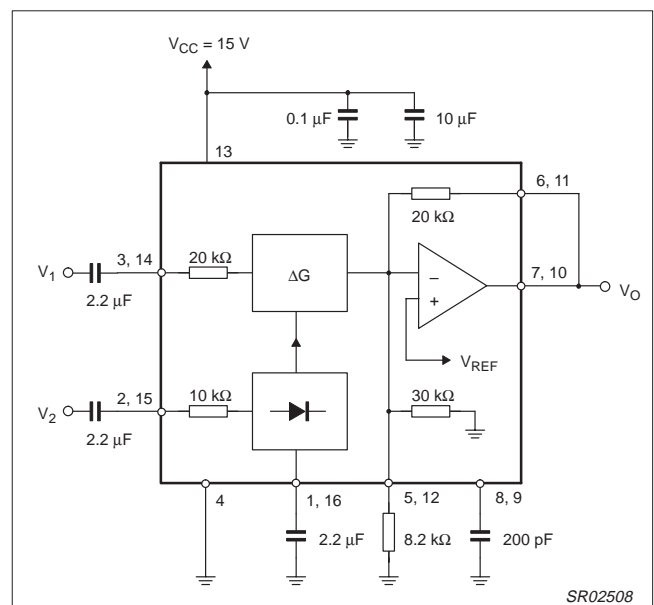 V_CC = 15 V
0.1 µF
10 µF
13
6, 11
20 kΩ
3, 14
20 kΩ
V_1
2.2 µF
ΔG
−
+
7, 10
V_O
V_REF
2, 15
10 kΩ
30 kΩ
V_2
2.2 µF
4
1, 16
5, 12
8, 9
2.2 µF
8.2 kΩ
200 pF
SR02508